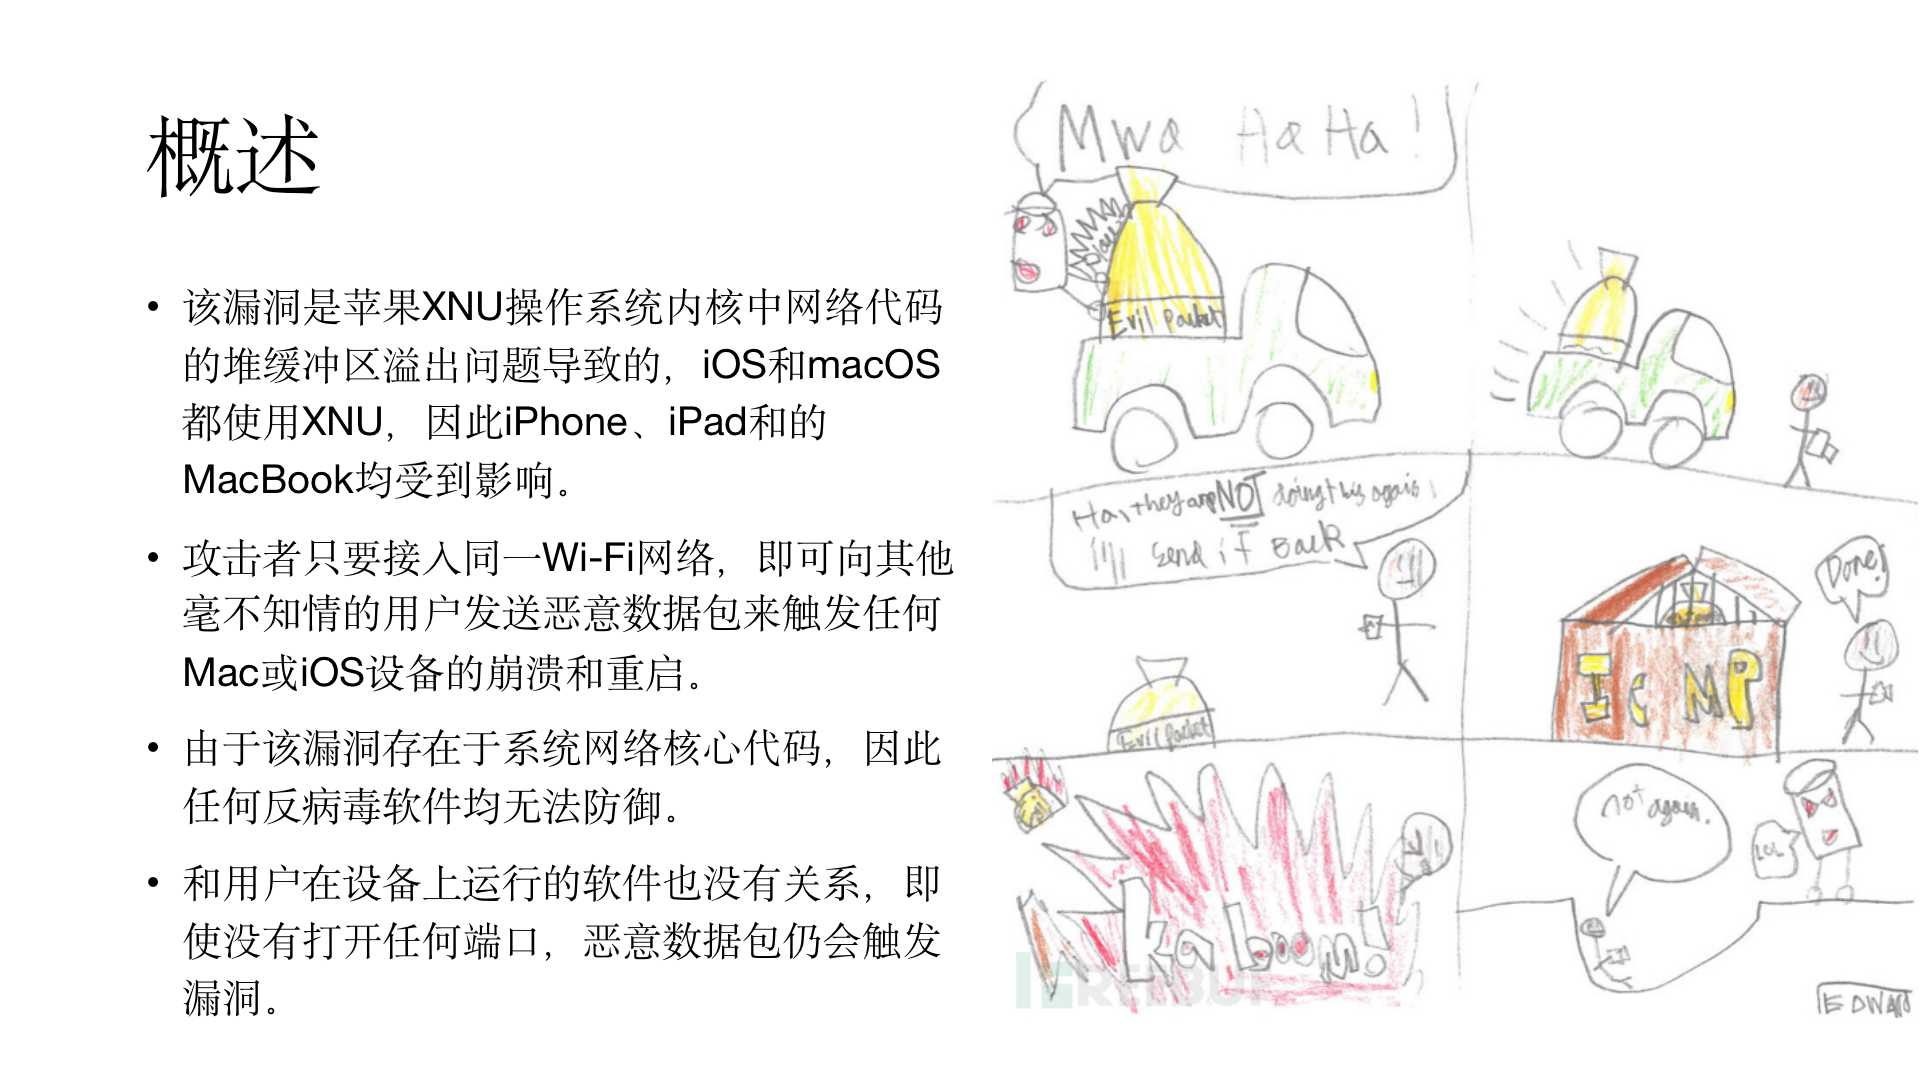 概述
• 该漏洞是苹果XNU操作系统内核中网络代码
的堆缓冲区溢出问题导致的，iOS和macOS
都使用XNU，因此iPhone、iPad和的
MacBook均受到影响。
• 攻击者只要接入同一Wi-Fi网络，即可向其他
毫不知情的用户发送恶意数据包来触发任何
Mac或iOS设备的崩溃和重启。
• 由于该漏洞存在于系统网络核心代码，因此
任何反病毒软件均无法防御。
• 和用户在设备上运行的软件也没有关系，即
使没有打开任何端口，恶意数据包仍会触发
漏洞。
Mwa HaHa!
Evil Packet
Ha, they are NOT doing this again!
I'll send it Back
Evil Packet
Done!
ICMP
kaboom!
not again.
LOL
FREEBUF
EDWARD